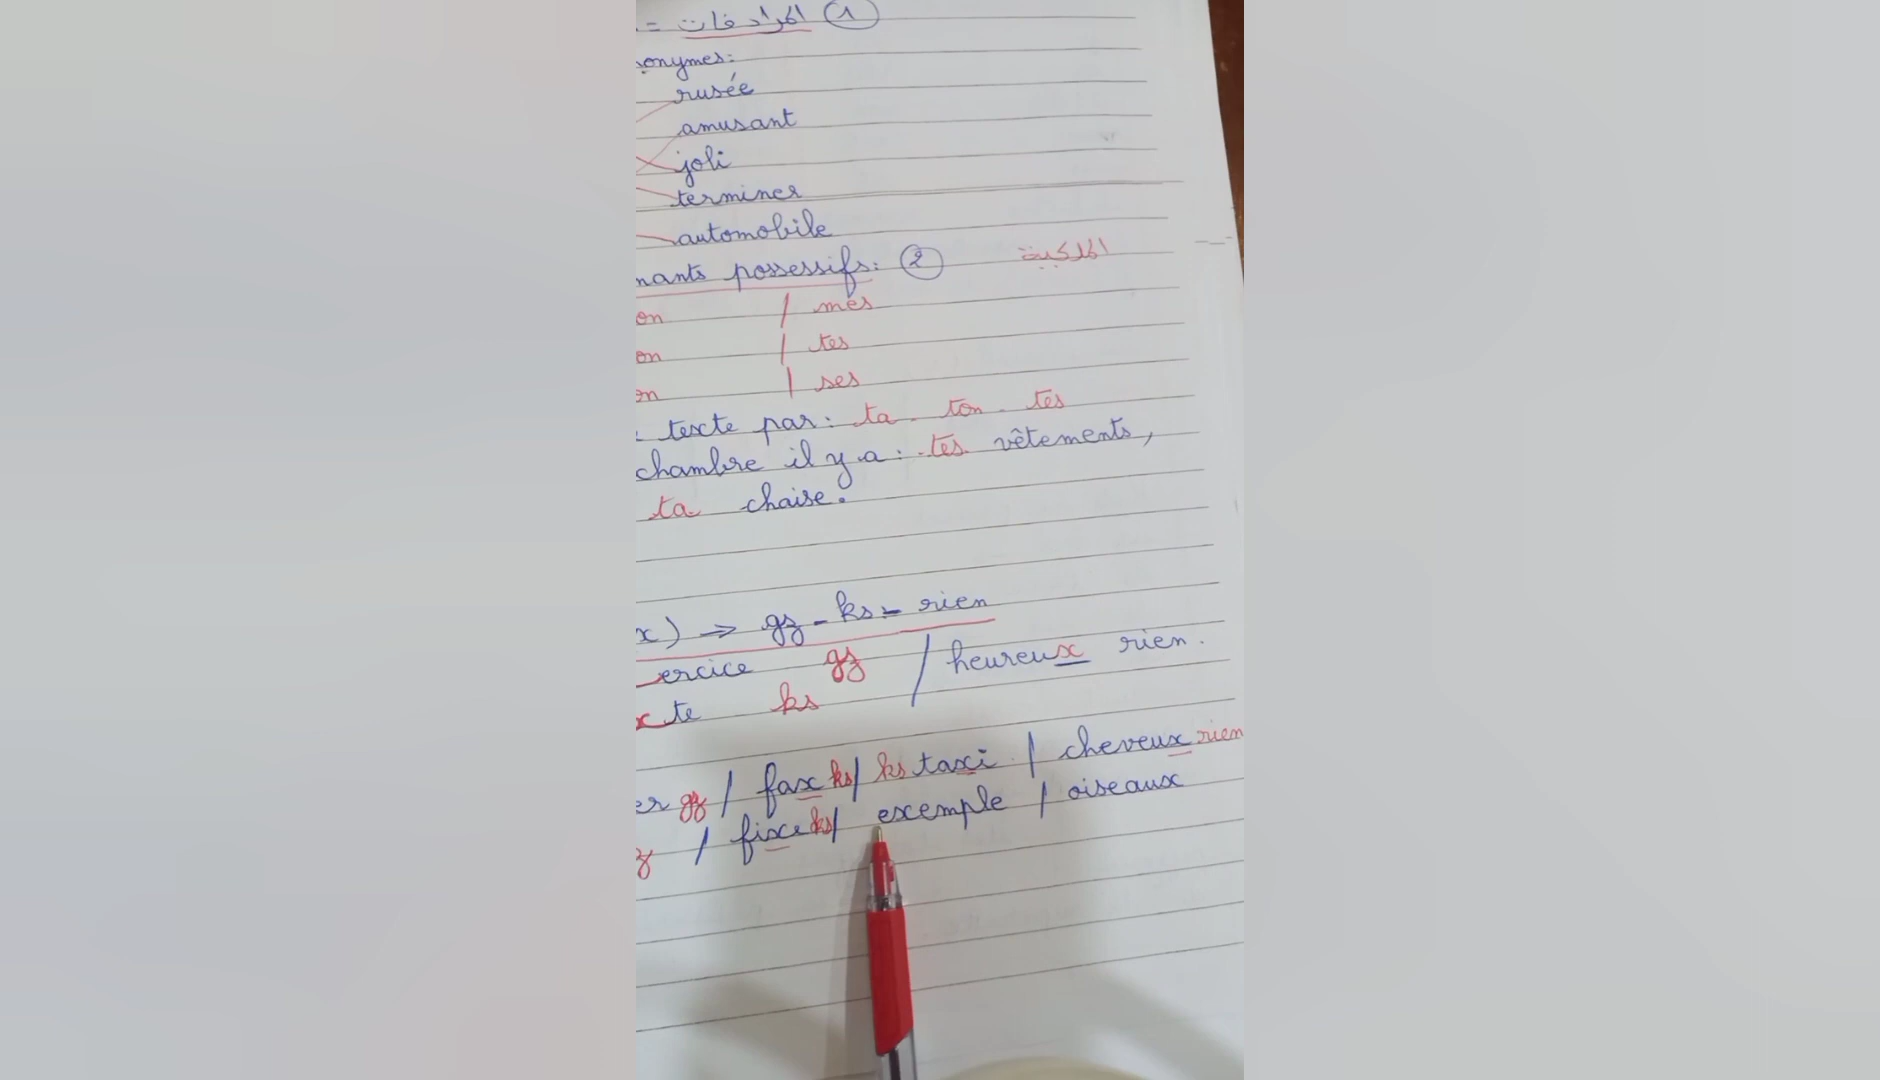 = المرادفات ①
onymes:
rusée
amusant
joli
terminer
automobile
nants possessifs: ② الملكية
on / mes
on / tes
on / ses
: texte par: ta - ton - tes
chambre il y a: tes vêtements,
ta chaise.
x) ⇒ gz - ks - rien
ercice gz / heureux rien.
xte ks
er gz / fax ks / ks taxi / cheveux rien
z / fixe ks / exemple / oiseaux